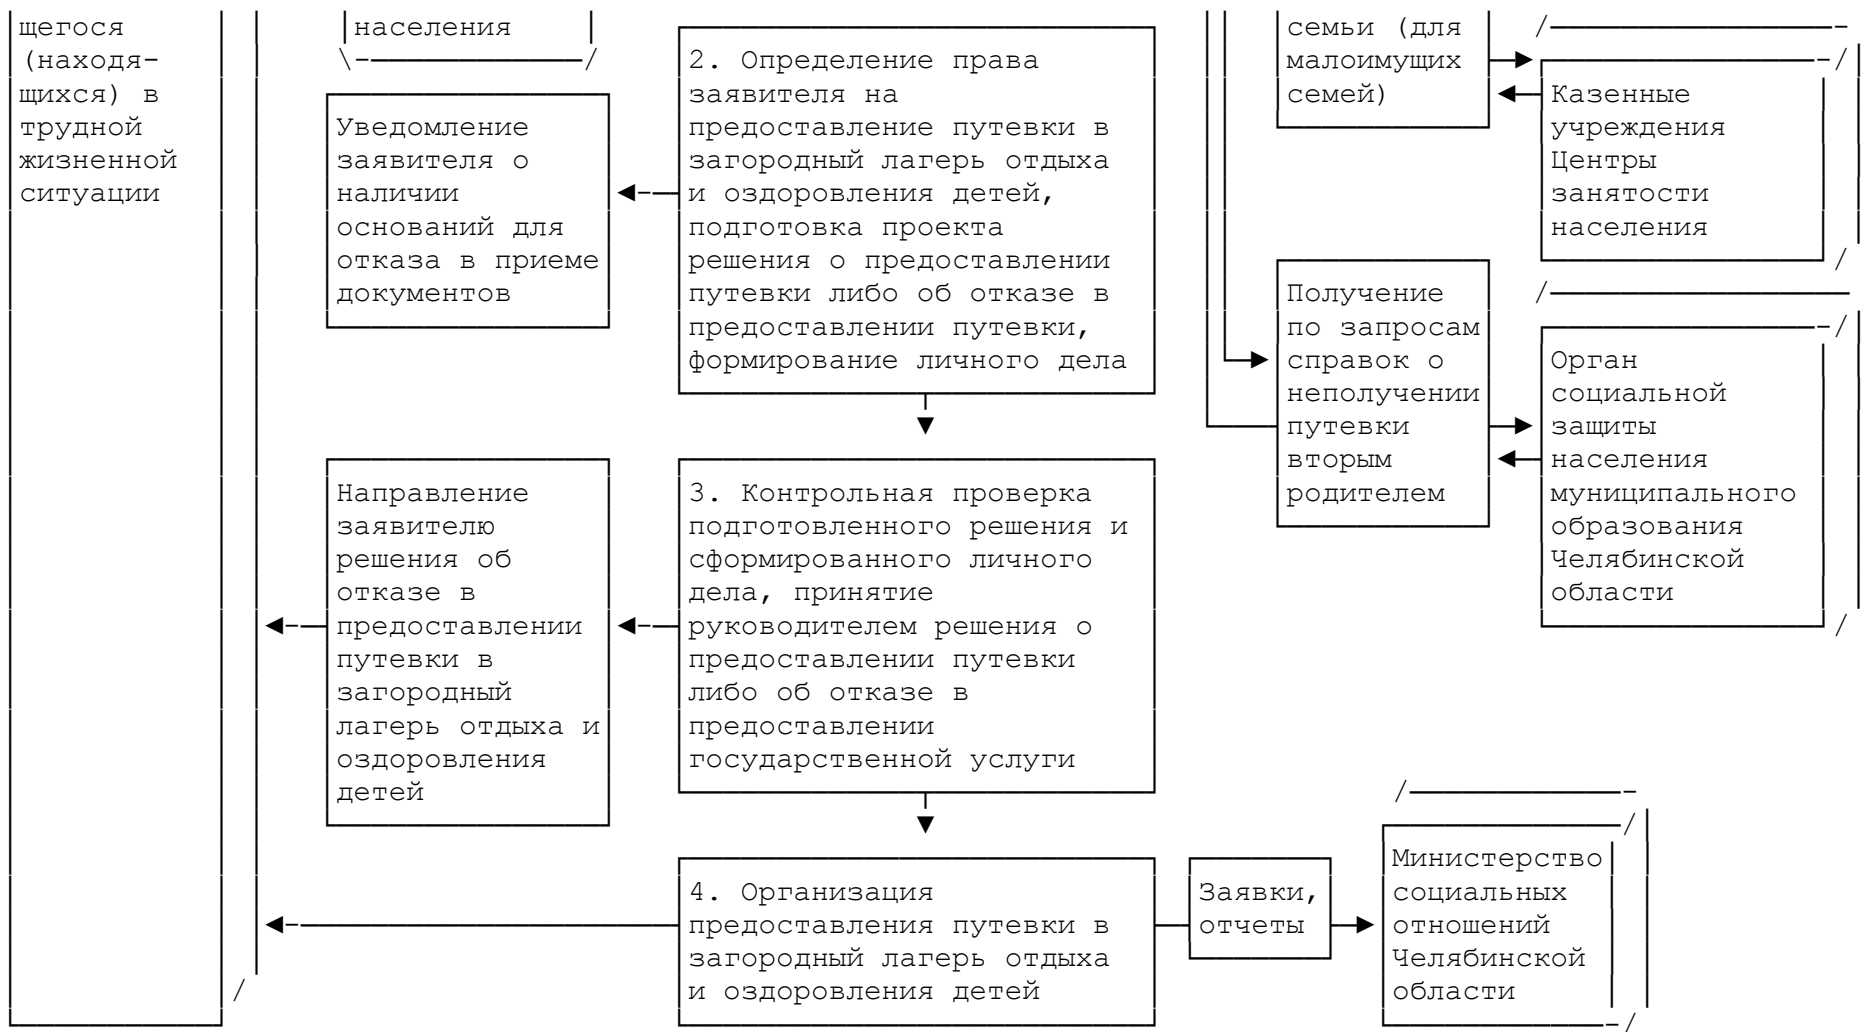 щегося
(находя-
щихся) в
трудной
жизненной
ситуации
населения
Уведомление
заявителя о
наличии
оснований для
отказа в приеме
документов
2. Определение права
заявителя на
предоставление путевки в
загородный лагерь отдыха
и оздоровления детей,
подготовка проекта
решения о предоставлении
путевки либо об отказе в
предоставлении путевки,
формирование личного дела
семьи (для
малоимущих
семей)
Казенные
учреждения
Центры
занятости
населения
Получение
по запросам
справок о
неполучении
путевки
вторым
родителем
Орган
социальной
защиты
населения
муниципального
образования
Челябинской
области
Направление
заявителю
решения об
отказе в
предоставлении
путевки в
загородный
лагерь отдыха и
оздоровления
детей
3. Контрольная проверка
подготовленного решения и
сформированного личного
дела, принятие
руководителем решения о
предоставлении путевки
либо об отказе в
предоставлении
государственной услуги
4. Организация
предоставления путевки в
загородный лагерь отдыха
и оздоровления детей
Заявки,
отчеты
Министерство
социальных
отношений
Челябинской
области